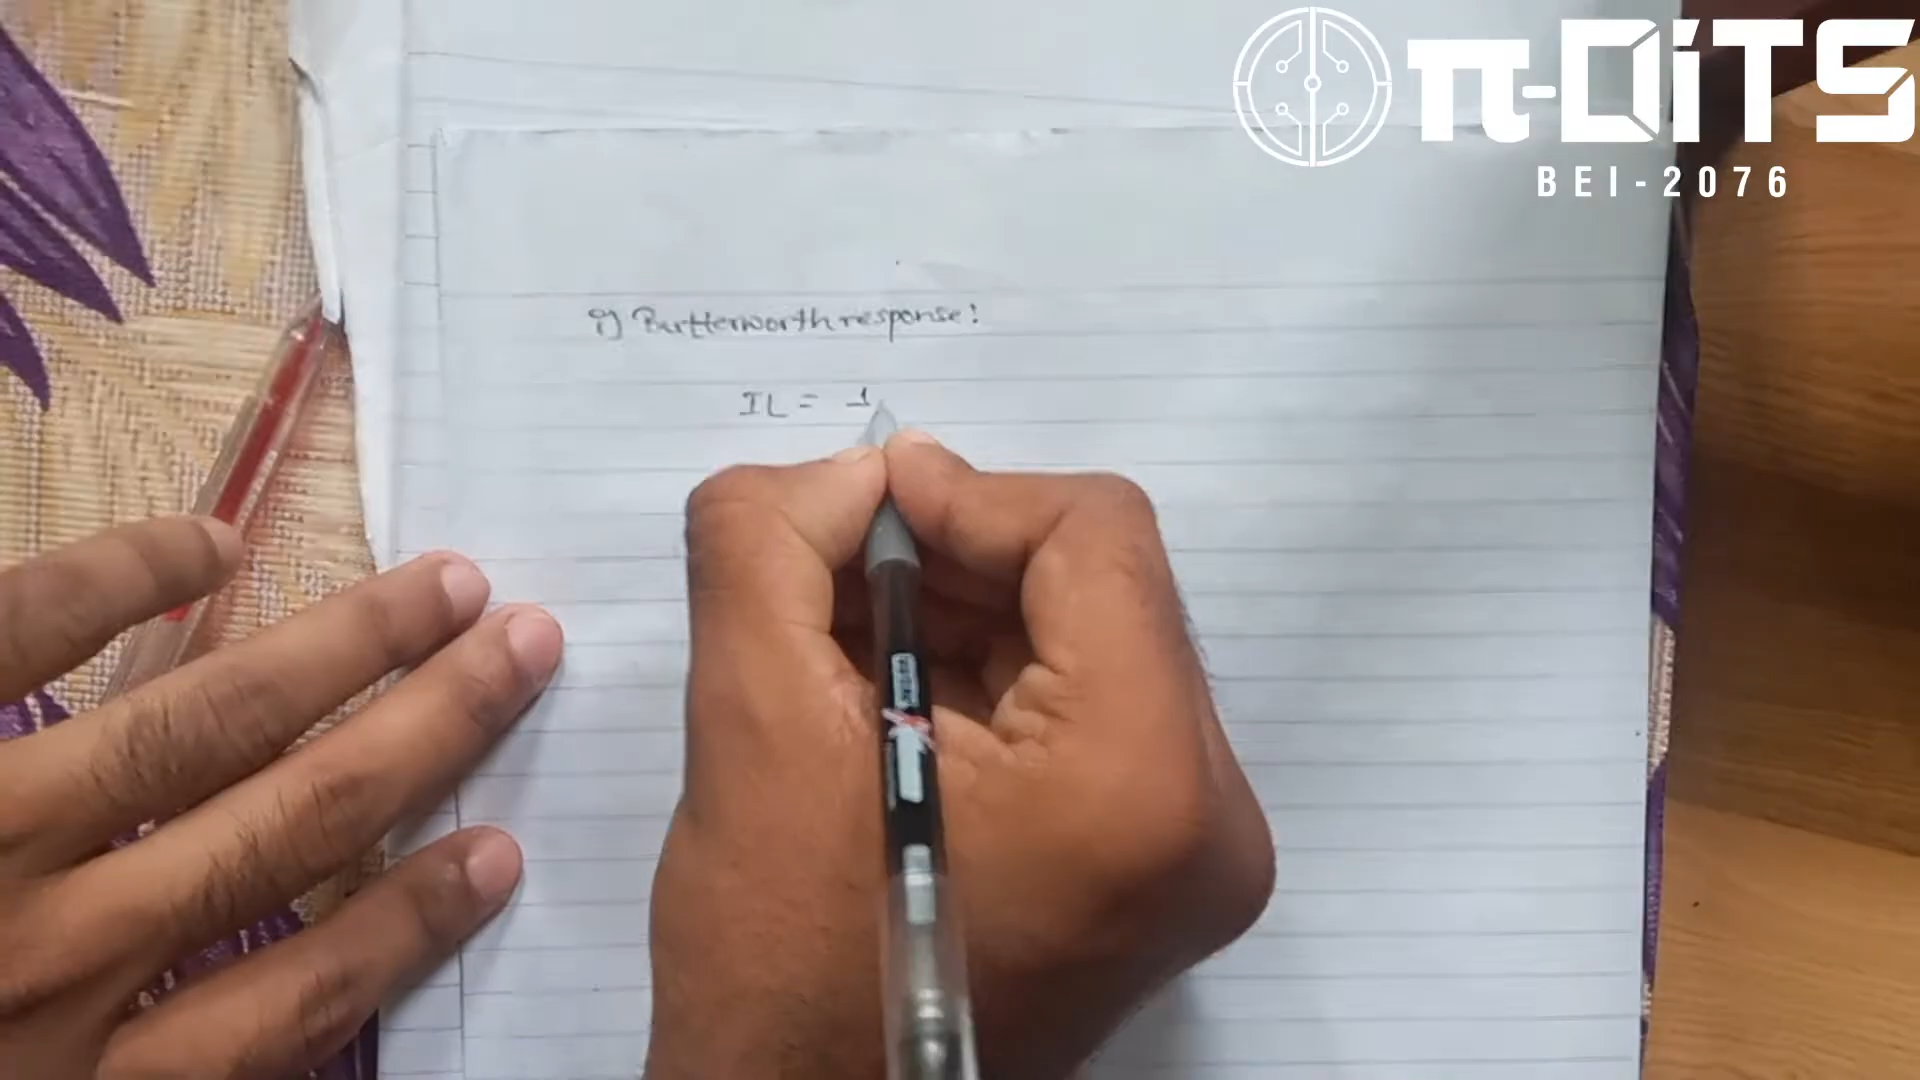 π-DiTS
BEI-2076
i) Butterworth response:
IL = 1